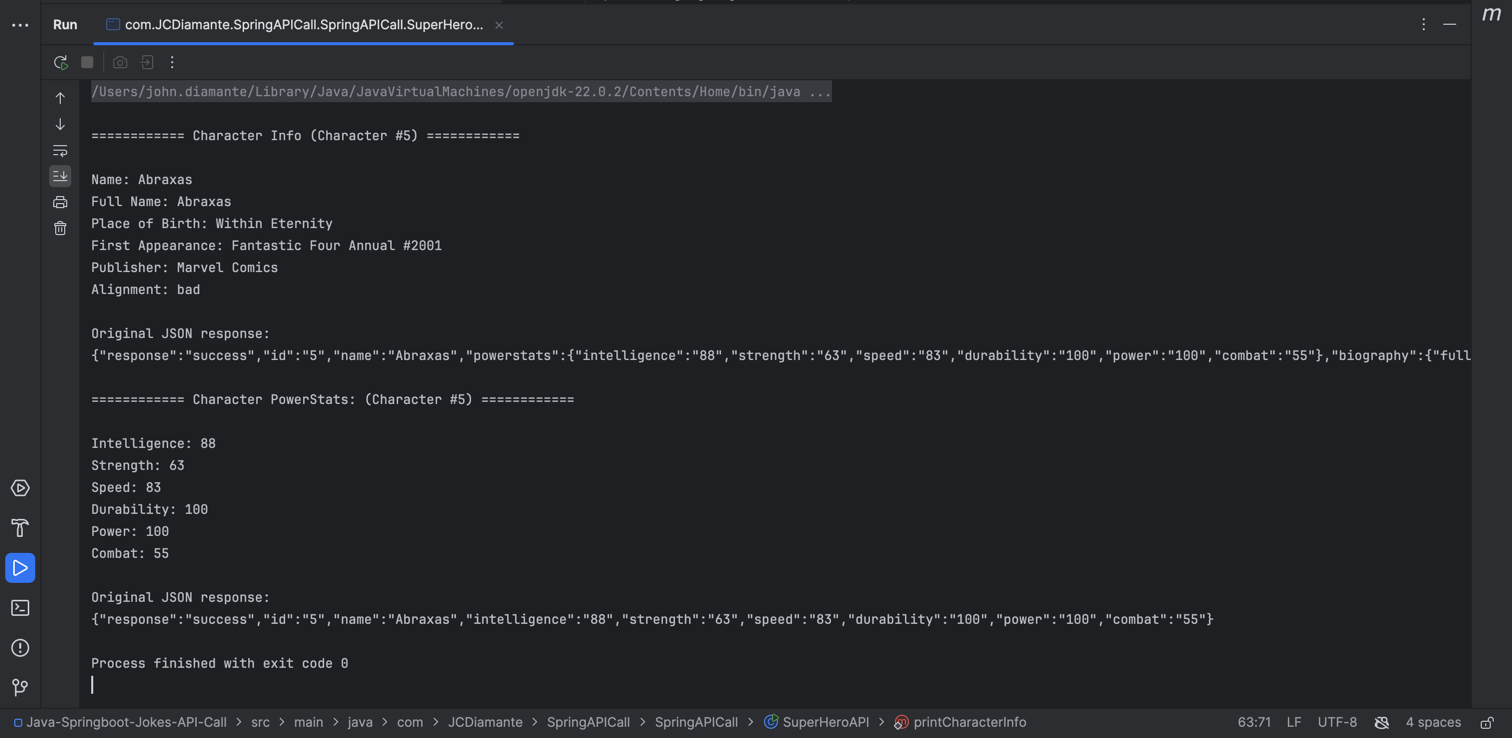 Run com.JCDiamante.SpringAPICall.SpringAPICall.SuperHero...
/Users/john.diamante/Library/Java/JavaVirtualMachines/openjdk-22.0.2/Contents/Home/bin/java ...
============ Character Info (Character #5) ============
Name: Abraxas
Full Name: Abraxas
Place of Birth: Within Eternity
First Appearance: Fantastic Four Annual #2001
Publisher: Marvel Comics
Alignment: bad
Original JSON response:
{"response":"success","id":"5","name":"Abraxas","powerstats":{"intelligence":"88","strength":"63","speed":"83","durability":"100","power":"100","combat":"55"},"biography":{"full
============ Character PowerStats: (Character #5) ============
Intelligence: 88
Strength: 63
Speed: 83
Durability: 100
Power: 100
Combat: 55
Original JSON response:
{"response":"success","id":"5","name":"Abraxas","intelligence":"88","strength":"63","speed":"83","durability":"100","power":"100","combat":"55"}
Process finished with exit code 0
Java-Springboot-Jokes-API-Call > src > main > java > com > JCDiamante > SpringAPICall > SpringAPICall > SuperHeroAPI > printCharacterInfo 63:71 LF UTF-8 4 spaces